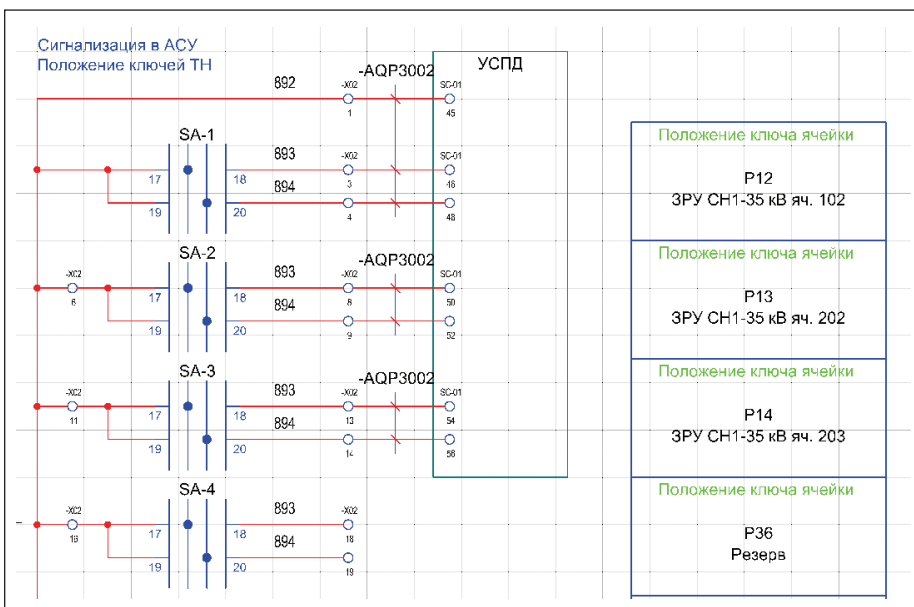 Сигнализация в АСУ
Положение ключей ТН
УСПД
892
-X02
-AQP3002
SC-01
1
45
SA-1
Положение ключа ячейки
893
-X02
SC-01
17
18
3
46
P12
894
19
20
4
48
ЗРУ СН1-35 кВ яч. 102
SA-2
-AQP3002
Положение ключа ячейки
-X02
893
-X02
SC-01
6
17
18
8
50
P13
894
19
20
9
52
ЗРУ СН1-35 кВ яч. 202
SA-3
-AQP3002
Положение ключа ячейки
-X02
893
-X02
SC-01
11
17
18
13
54
P14
894
19
20
14
56
ЗРУ СН1-35 кВ яч. 203
SA-4
Положение ключа ячейки
-X02
893
-X02
16
17
18
18
P36
894
Резерв
19
20
19